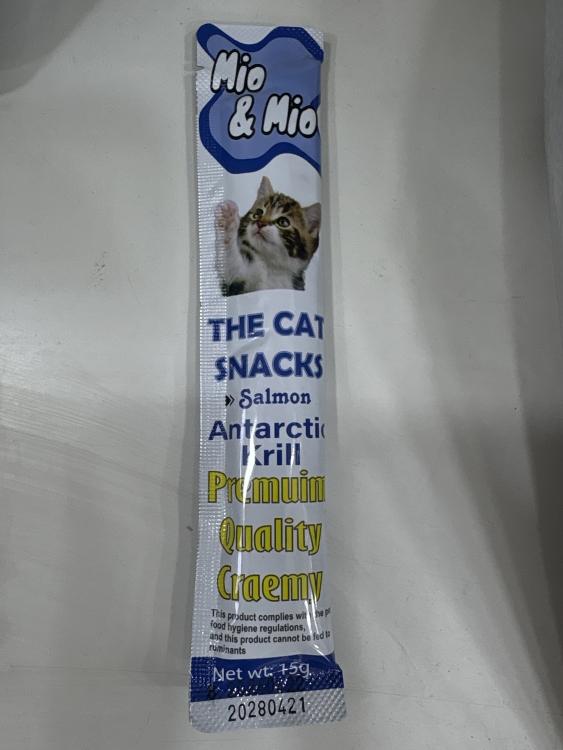 Mio
& Mio
THE CAT
SNACKS
» Salmon
Antarctic
Krill
Premuim
Quality
Craemy
This product complies with the
food hygiene regulations,
and this product cannot be fed to
ruminants
Net wt: 15g
20280421